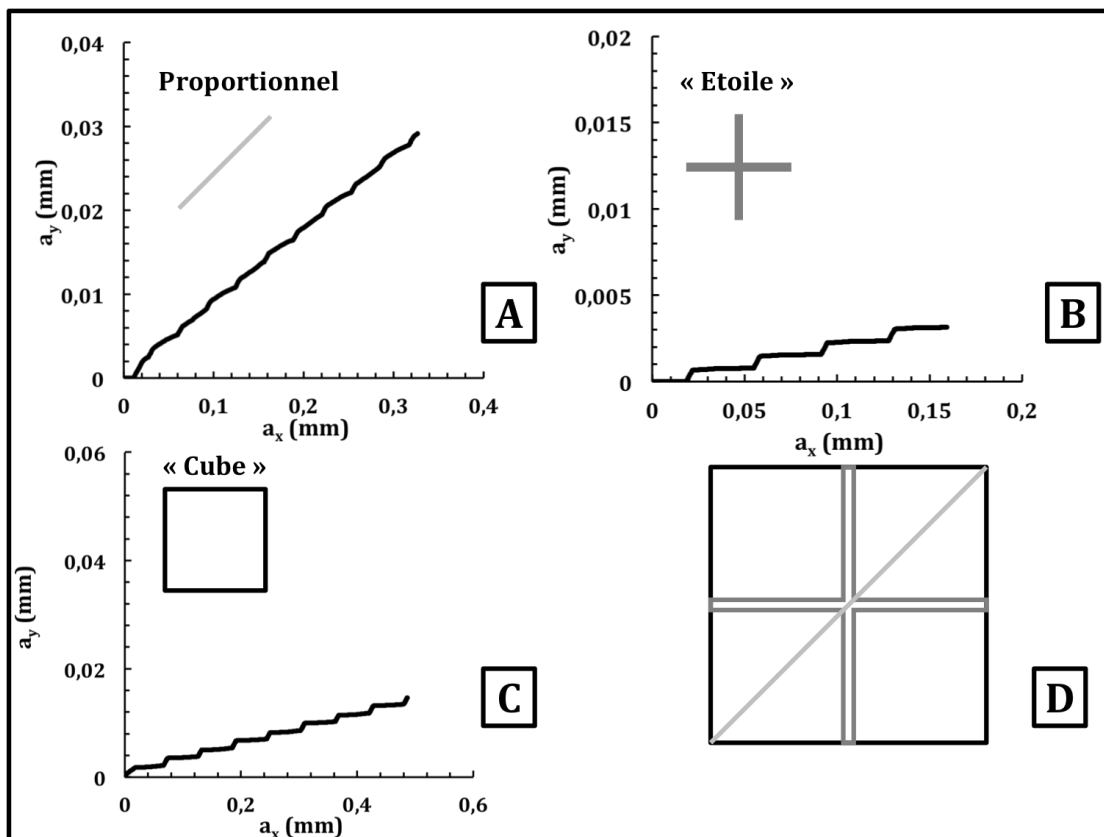 0,04
0,03
0,02
0,01
0
a_y (mm)
Proportionnel
A
0 0,1 0,2 0,3 0,4
a_x (mm)
0,02
0,015
0,01
0,005
0
a_y (mm)
« Etoile »
B
0 0,05 0,1 0,15 0,2
a_x (mm)
0,06
0,04
0,02
0
a_y (mm)
« Cube »
C
0 0,2 0,4 0,6
a_x (mm)
D